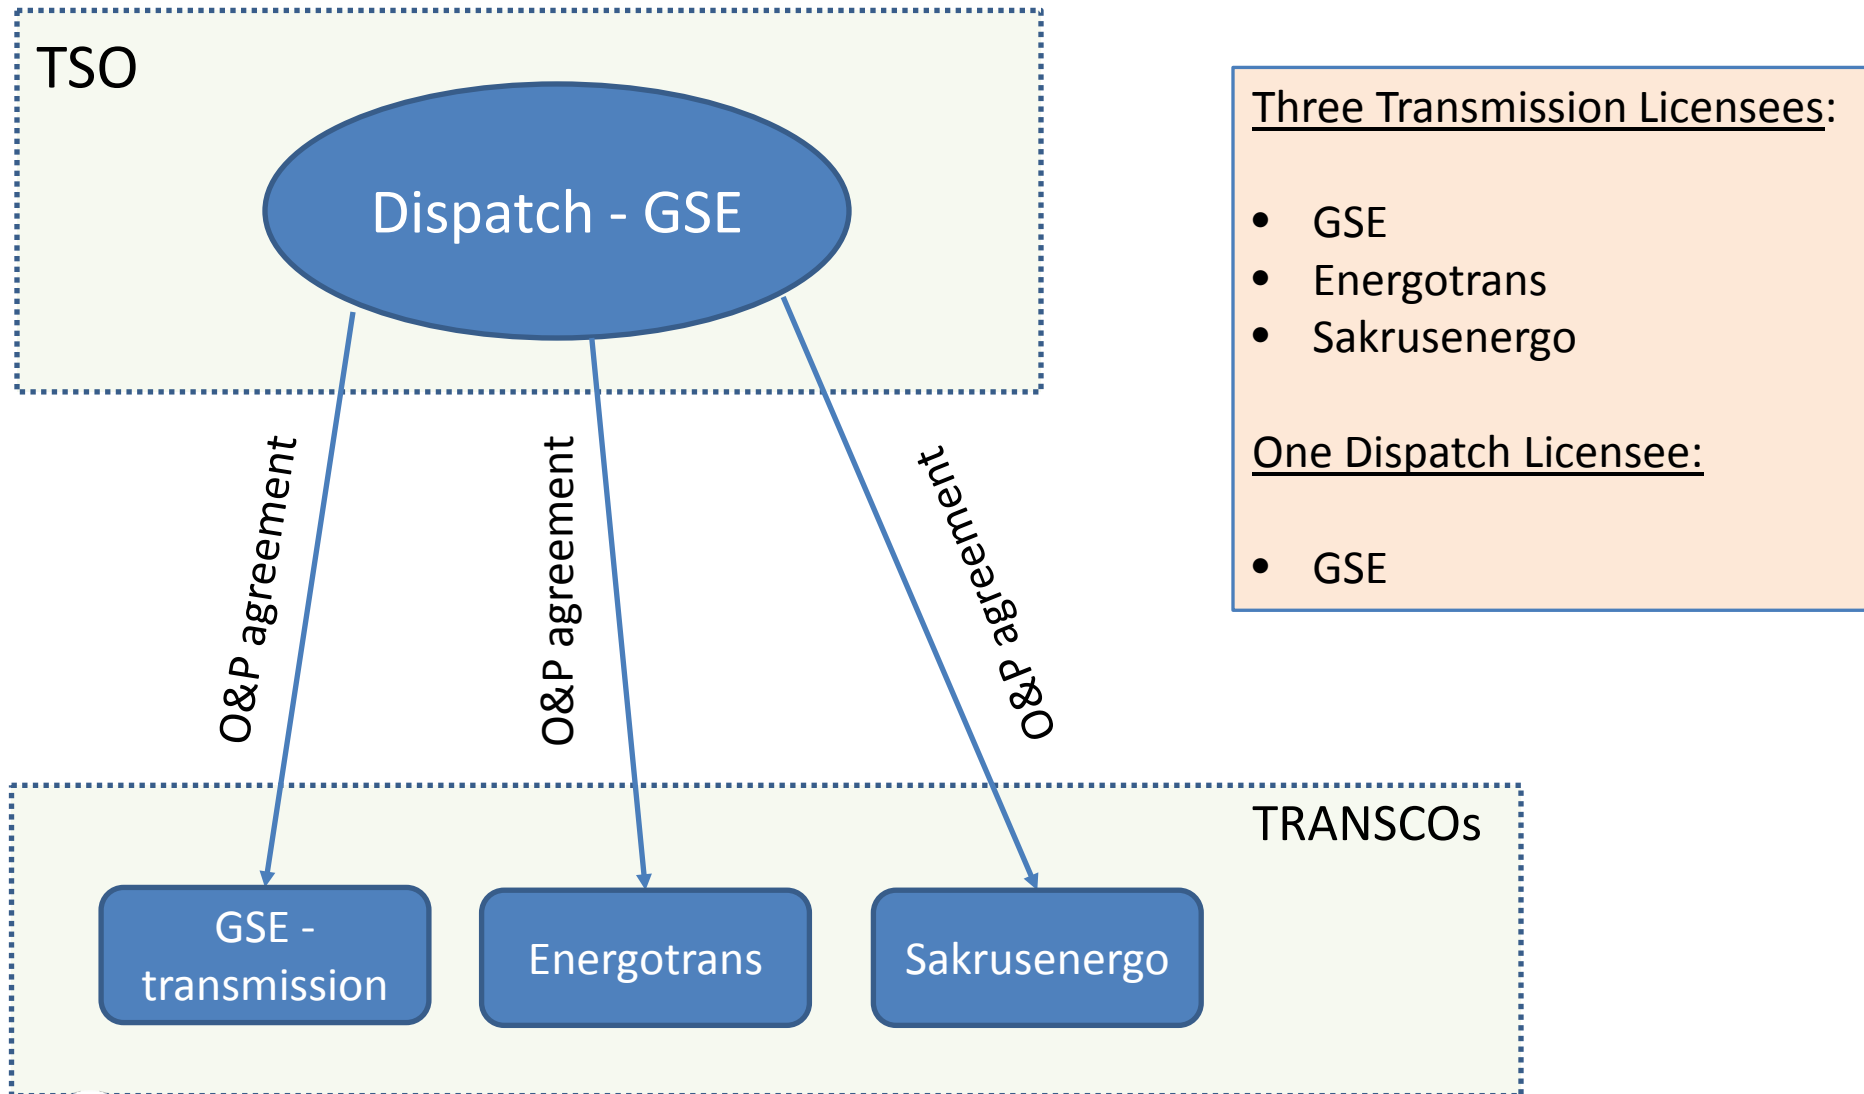 TSO
Dispatch - GSE
Three Transmission Licensees:
• GSE
• Energotrans
• Sakrusenergo
One Dispatch Licensee:
• GSE
O&P agreement
O&P agreement
O&P agreement
TRANSCOs
GSE -
transmission
Energotrans
Sakrusenergo